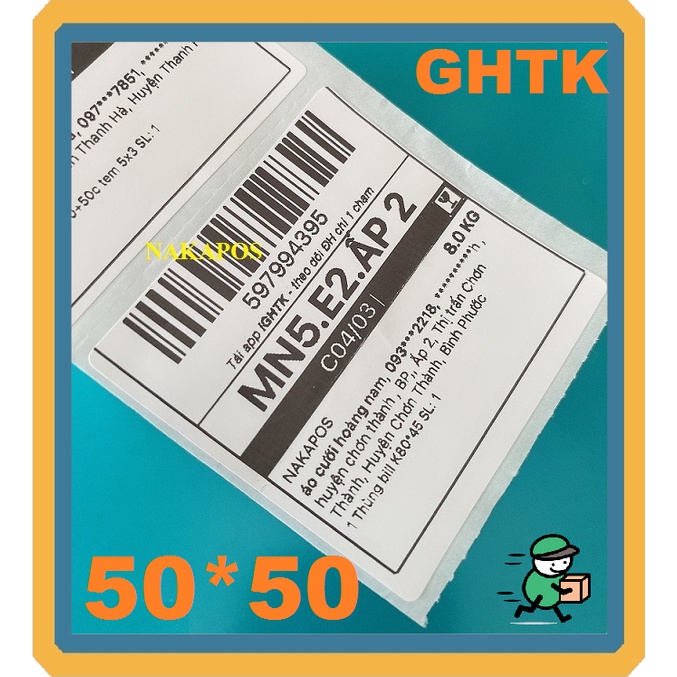 GHTK
097***7851, ******
Thanh Hà, Huyện Thanh
+50c tem 5x3 SL: 1
NAKAPOS
597994395
Tải app iGHTK - theo dõi ĐH chỉ 1 chạm
MN5.E2.ẤP 2
C04/03 |
8.0 KG
NAKAPOS
áo cưới hoàng nam, 093***2218, **********h ,
huyện chơn thành , BP ,, Ấp 2, Thị trấn Chơn
Thành, Huyện Chơn Thành, Bình Phước
1 Thùng bill K80*45 SL: 1
50*50